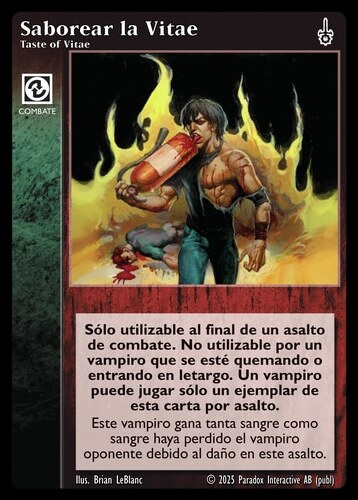 Saborear la Vitae
Taste of Vitae
COMBATE
Sólo utilizable al final de un asalto
de combate. No utilizable por un
vampiro que se esté quemando o
entrando en letargo. Un vampiro
puede jugar sólo un ejemplar de
esta carta por asalto.
Este vampiro gana tanta sangre como
sangre haya perdido el vampiro
oponente debido al daño en este asalto.
Ilus. Brian LeBlanc
© 2025 Paradox Interactive AB (publ)